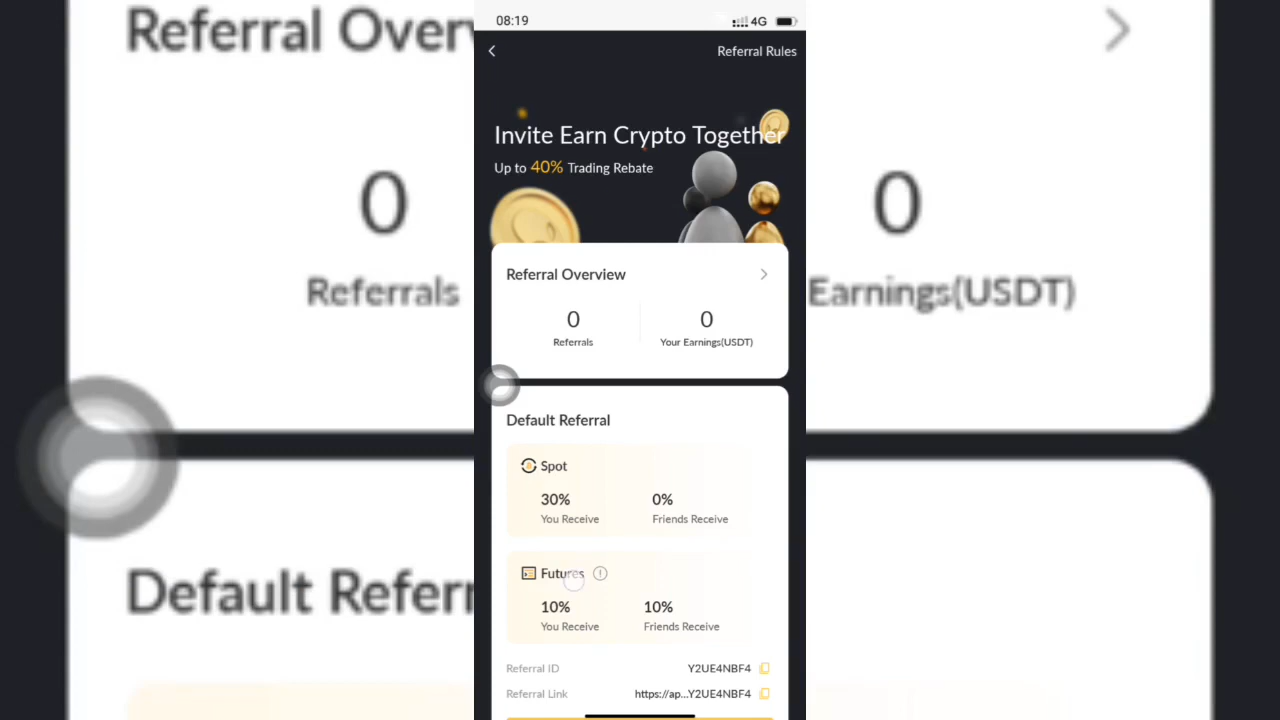 08:19
4G
Referral Rules
Invite Earn Crypto Together
Up to 40% Trading Rebate
Referral Overview
0
0
Referrals
Your Earnings(USDT)
Default Referral
Spot
30%
0%
You Receive
Friends Receive
Futures
10%
10%
You Receive
Friends Receive
Referral ID
Y2UE4NBF4
Referral Link
https://ap...Y2UE4NBF4
Referral Over
0
0
Referrals
Earnings(USDT)
Default Referr